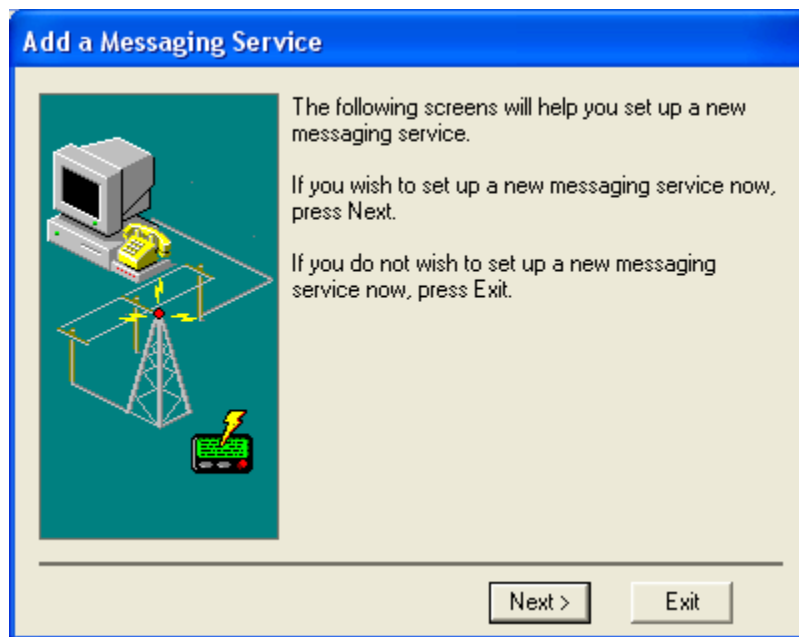 Add a Messaging Service
The following screens will help you set up a new
messaging service.
If you wish to set up a new messaging service now,
press Next.
If you do not wish to set up a new messaging
service now, press Exit.
Next >
Exit